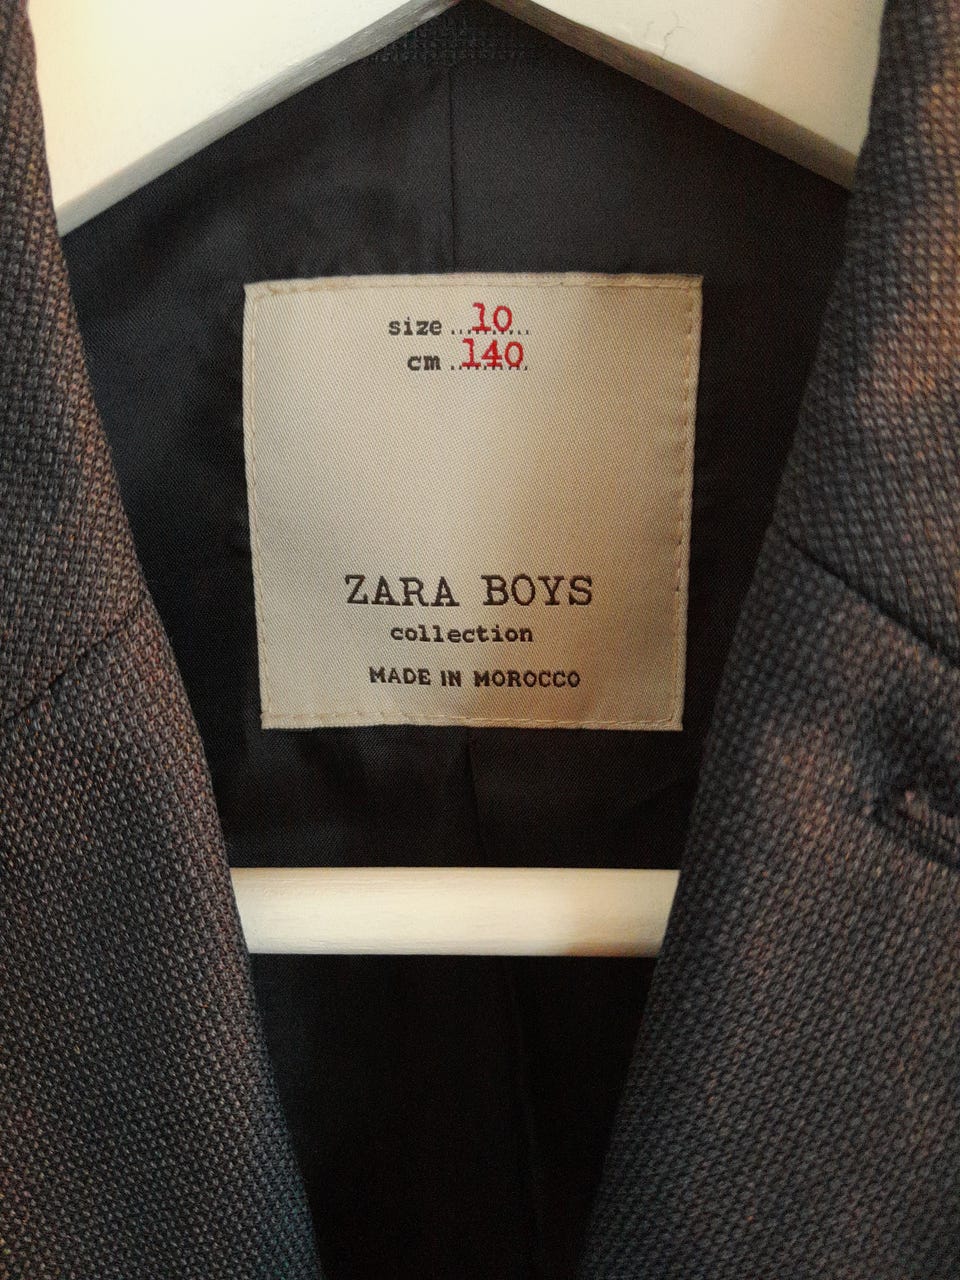 size 10
cm 140
ZARA BOYS
collection
MADE IN MOROCCO